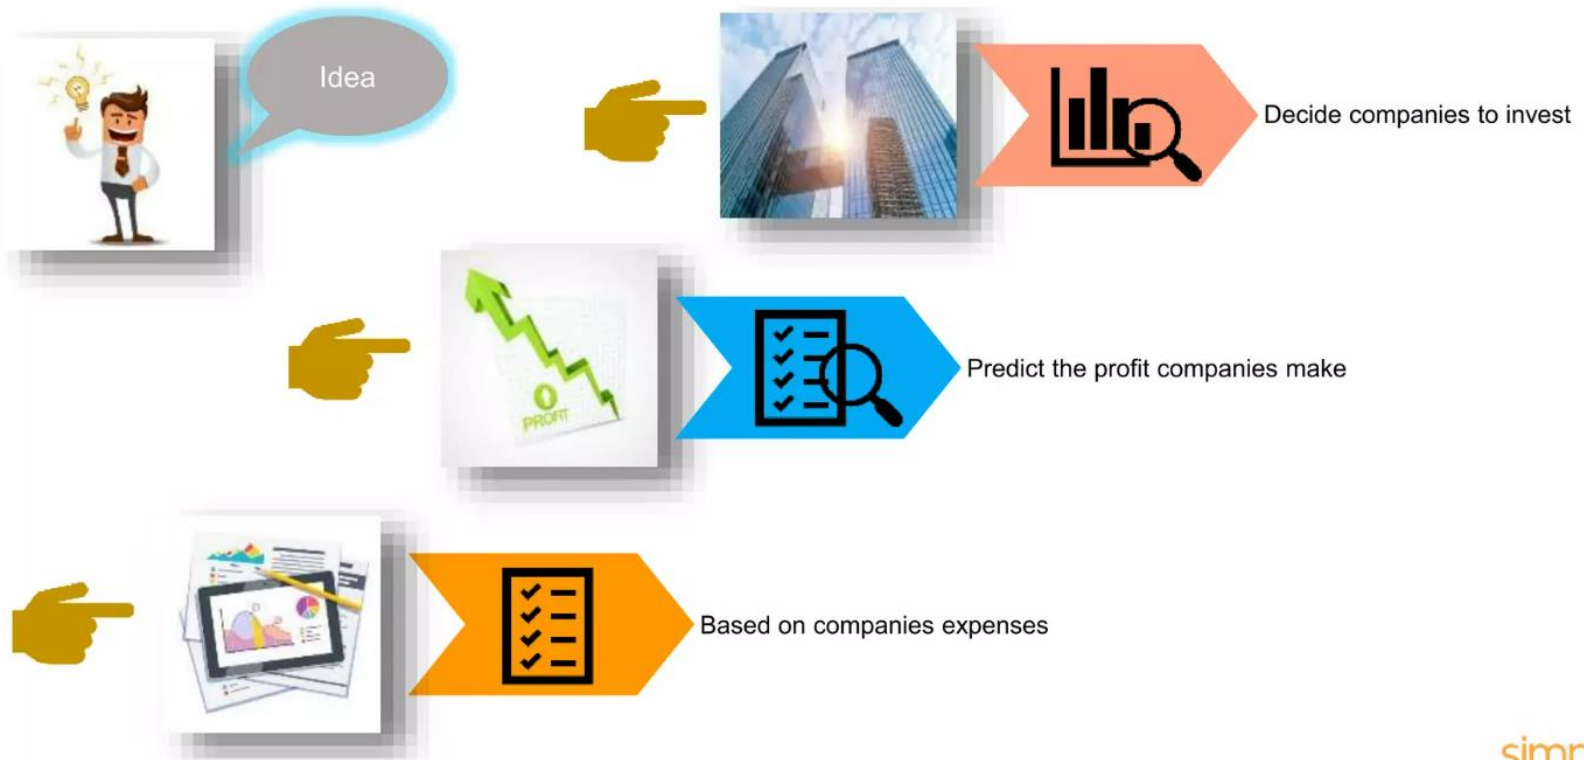 Idea
Decide companies to invest
PROFIT
Predict the profit companies make
Based on companies expenses